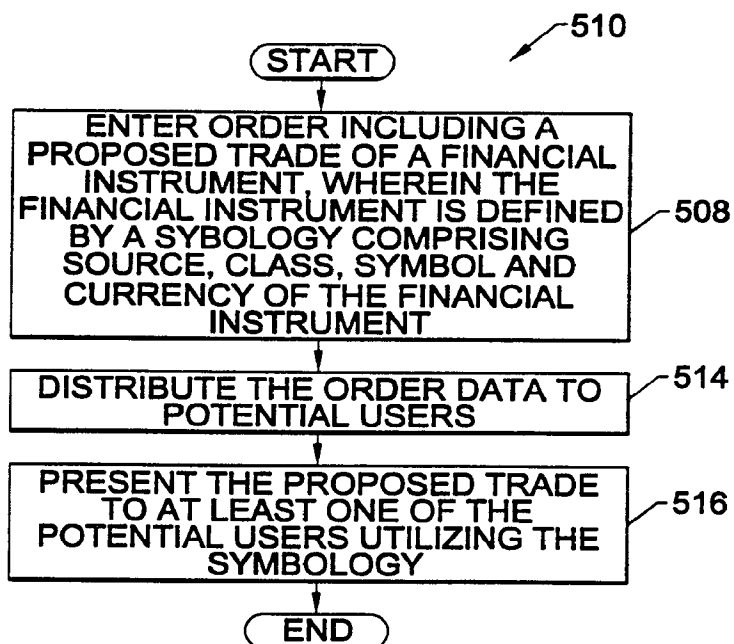 510
START
ENTER ORDER INCLUDING A
PROPOSED TRADE OF A FINANCIAL
INSTRUMENT, WHEREIN THE
FINANCIAL INSTRUMENT IS DEFINED
BY A SYBOLOGY COMPRISING
SOURCE, CLASS, SYMBOL AND
CURRENCY OF THE FINANCIAL
INSTRUMENT
508
DISTRIBUTE THE ORDER DATA TO
POTENTIAL USERS
514
PRESENT THE PROPOSED TRADE
TO AT LEAST ONE OF THE
POTENTIAL USERS UTILIZING THE
SYMBOLOGY
516
END